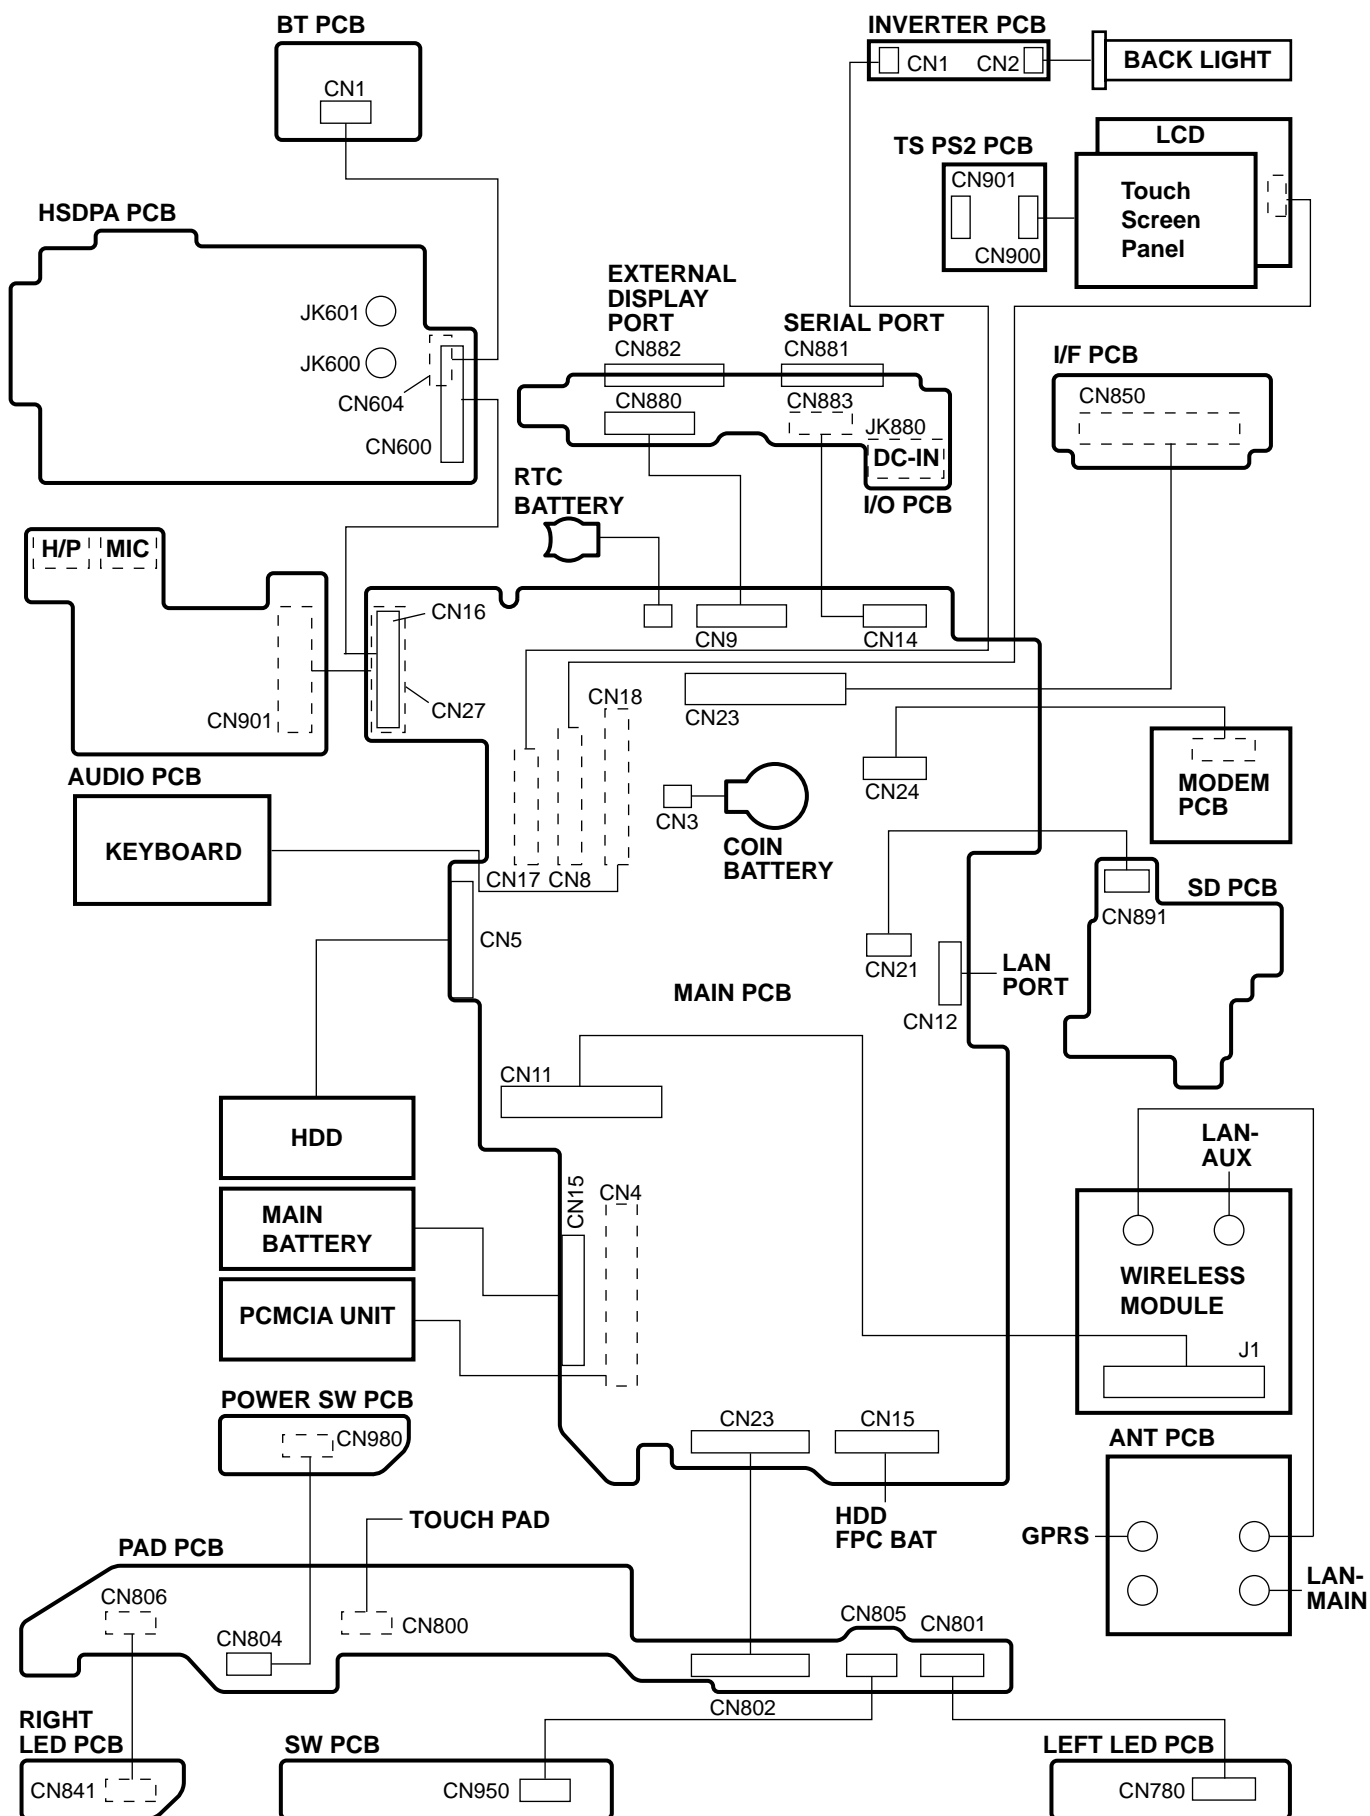 BT PCB
CN1
INVERTER PCB
CN1
CN2
BACK LIGHT
TS PS2 PCB
CN901
CN900
LCD
Touch
Screen
Panel
HSDPA PCB
JK601
JK600
CN604
CN600
EXTERNAL
DISPLAY
PORT
CN882
SERIAL PORT
CN881
CN880
CN883
JK880
DC-IN
I/O PCB
I/F PCB
CN850
RTC
BATTERY
H/P
MIC
CN901
AUDIO PCB
CN16
CN27
CN9
CN14
CN18
CN23
CN24
MODEM
PCB
KEYBOARD
CN17
CN8
CN3
COIN
BATTERY
CN5
CN21
CN12
LAN
PORT
CN891
SD PCB
MAIN PCB
CN11
HDD
MAIN
BATTERY
PCMCIA UNIT
CN15
CN4
LAN-
AUX
WIRELESS
MODULE
J1
POWER SW PCB
CN980
CN23
CN15
HDD
FPC BAT
ANT PCB
GPRS
LAN-
MAIN
TOUCH PAD
PAD PCB
CN806
CN804
CN800
CN805
CN801
CN802
RIGHT
LED PCB
CN841
SW PCB
CN950
LEFT LED PCB
CN780